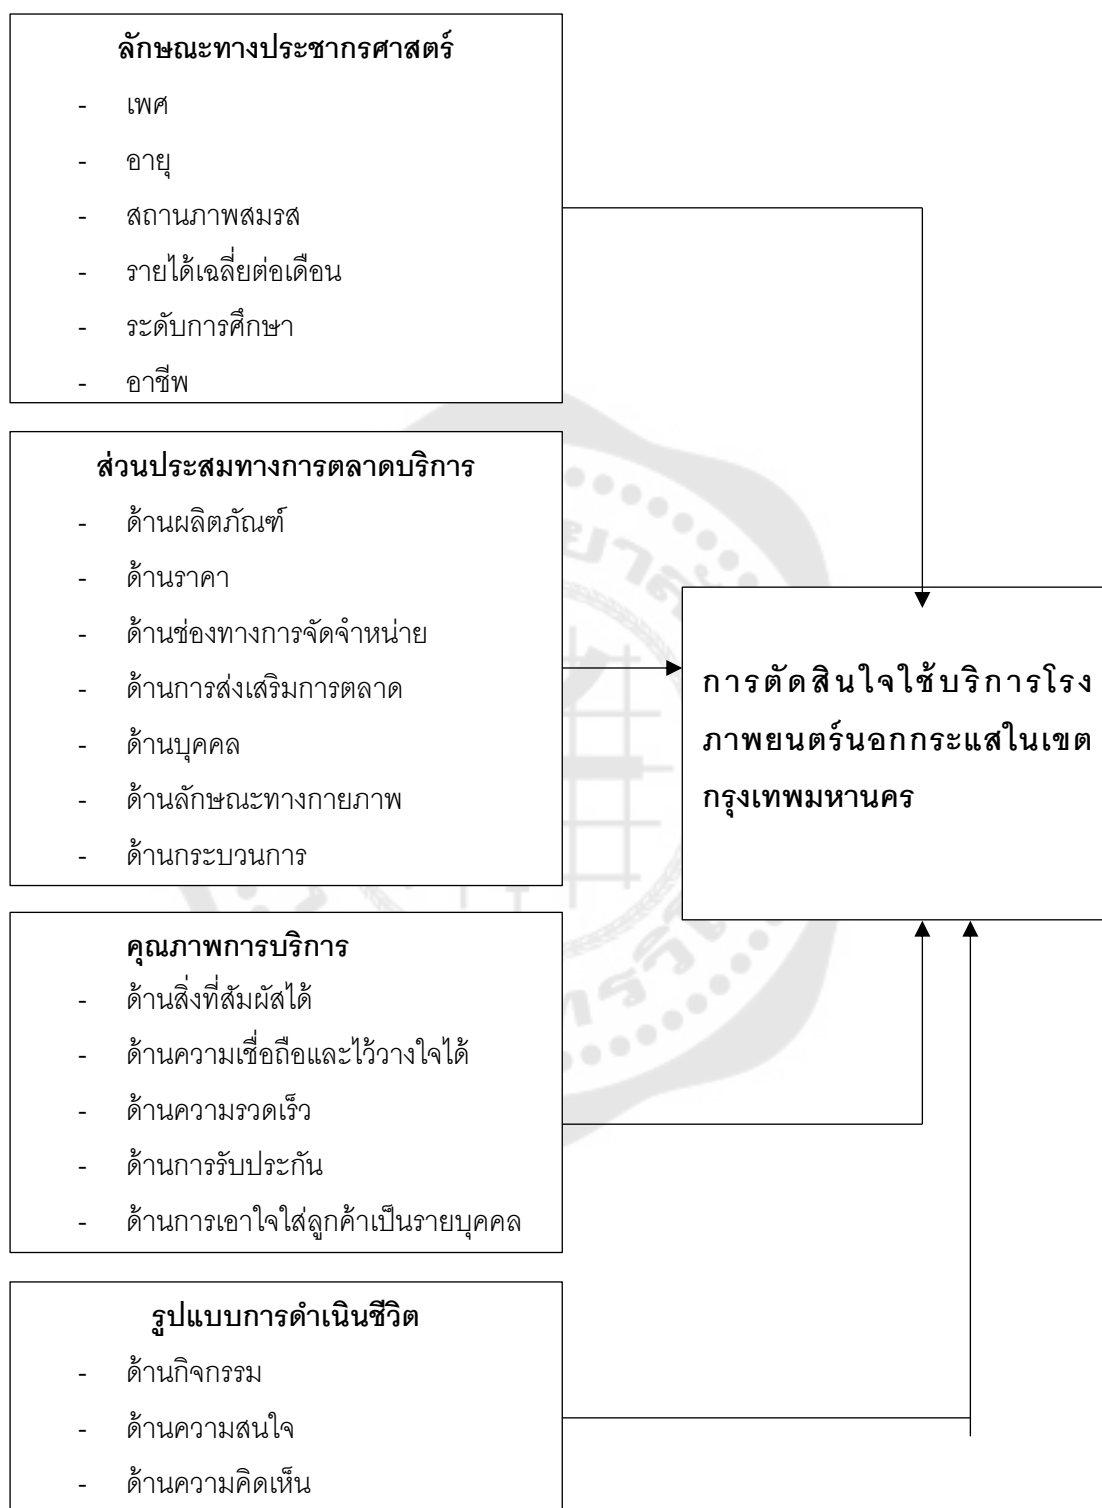 ลักษณะทางประชากรศาสตร์
- เพศ
- อายุ
- สถานภาพสมรส
- รายได้เฉลี่ยต่อเดือน
- ระดับการศึกษา
- อาชีพ
ส่วนประสมทางการตลาดบริการ
- ด้านผลิตภัณฑ์
- ด้านราคา
- ด้านช่องทางการจัดจำหน่าย
- ด้านการส่งเสริมการตลาด
- ด้านบุคคล
- ด้านลักษณะทางกายภาพ
- ด้านกระบวนการ
คุณภาพการบริการ
- ด้านสิ่งที่สัมผัสได้
- ด้านความเชื่อถือและไว้วางใจได้
- ด้านความรวดเร็ว
- ด้านการรับประกัน
- ด้านการเอาใจใส่ลูกค้าเป็นรายบุคคล
รูปแบบการดำเนินชีวิต
- ด้านกิจกรรม
- ด้านความสนใจ
- ด้านความคิดเห็น
การตัดสินใจใช้บริการโรง
ภาพยนตร์นอกกระแสในเขต
กรุงเทพมหานคร